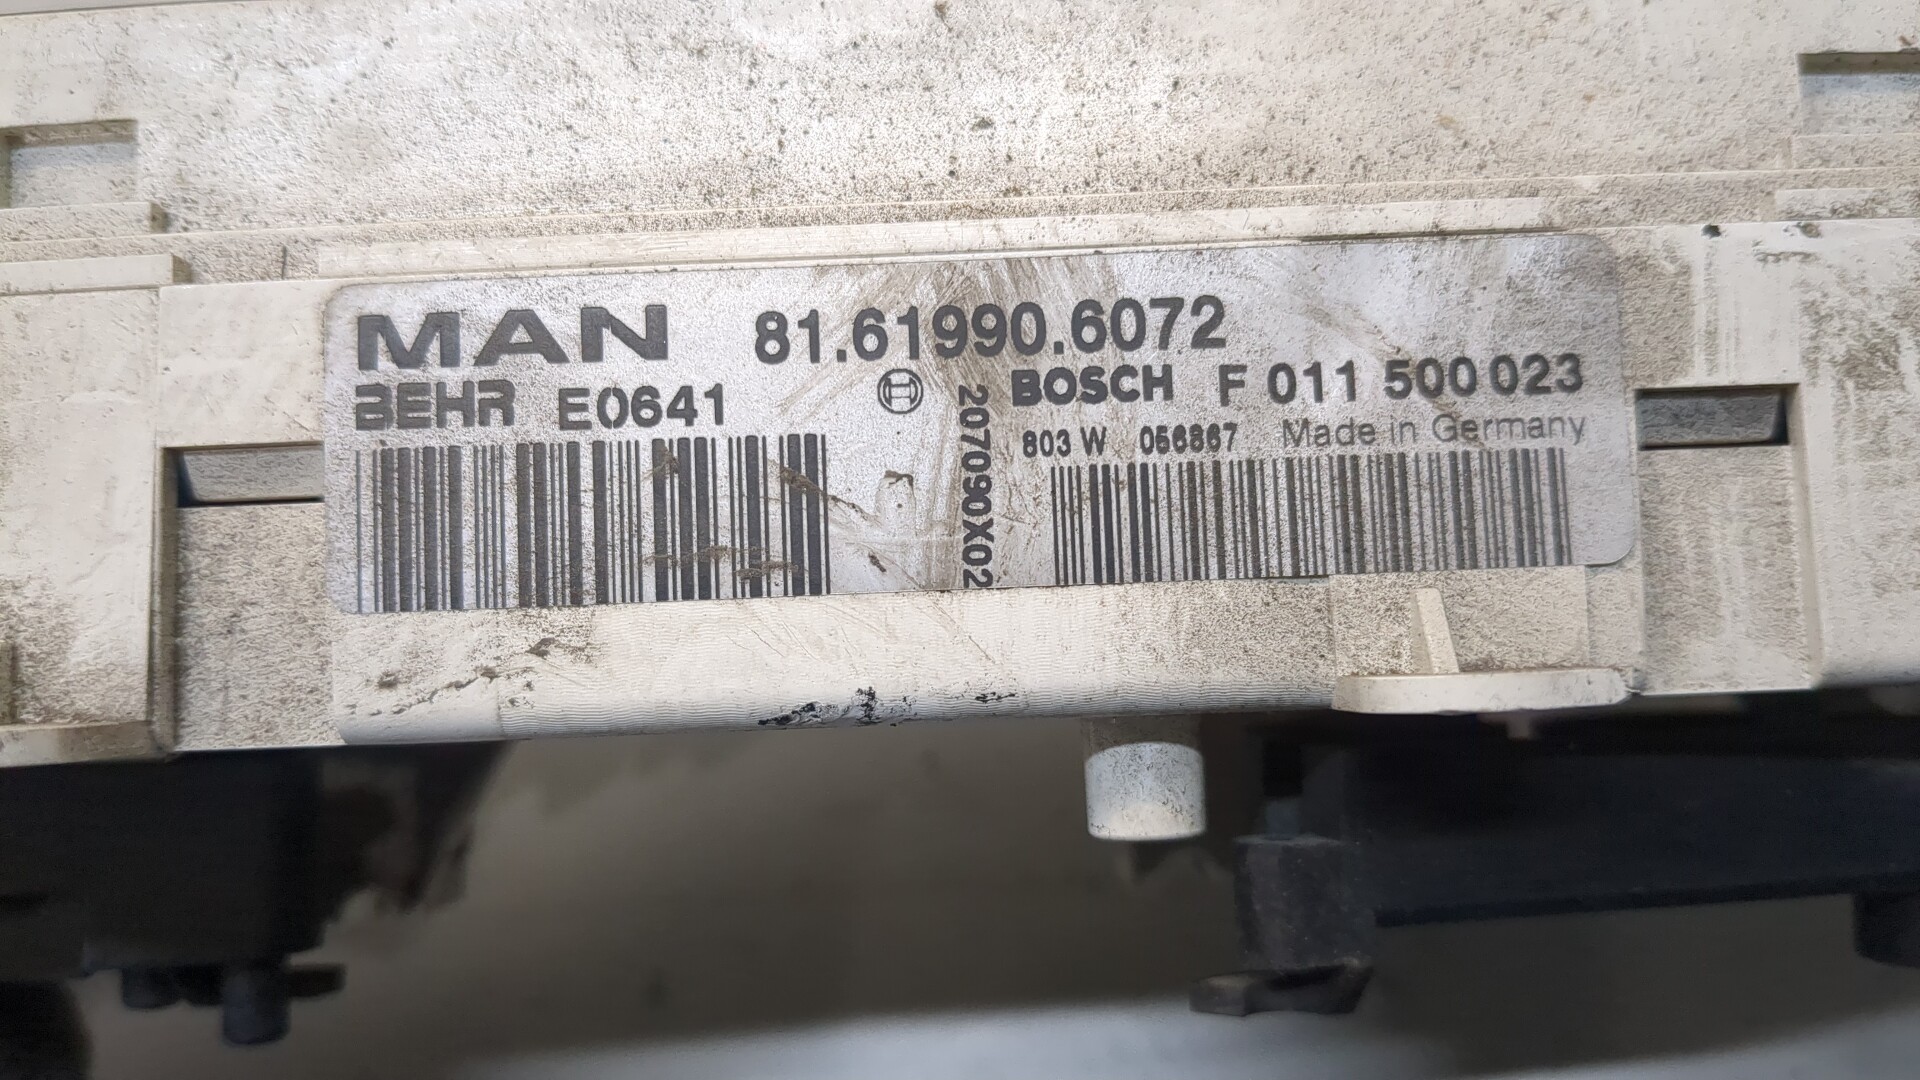 MAN 81.61990.6072
BEHR E0641
BOSCH F 011 500 023
803 W 056867 Made in Germany
207090X02